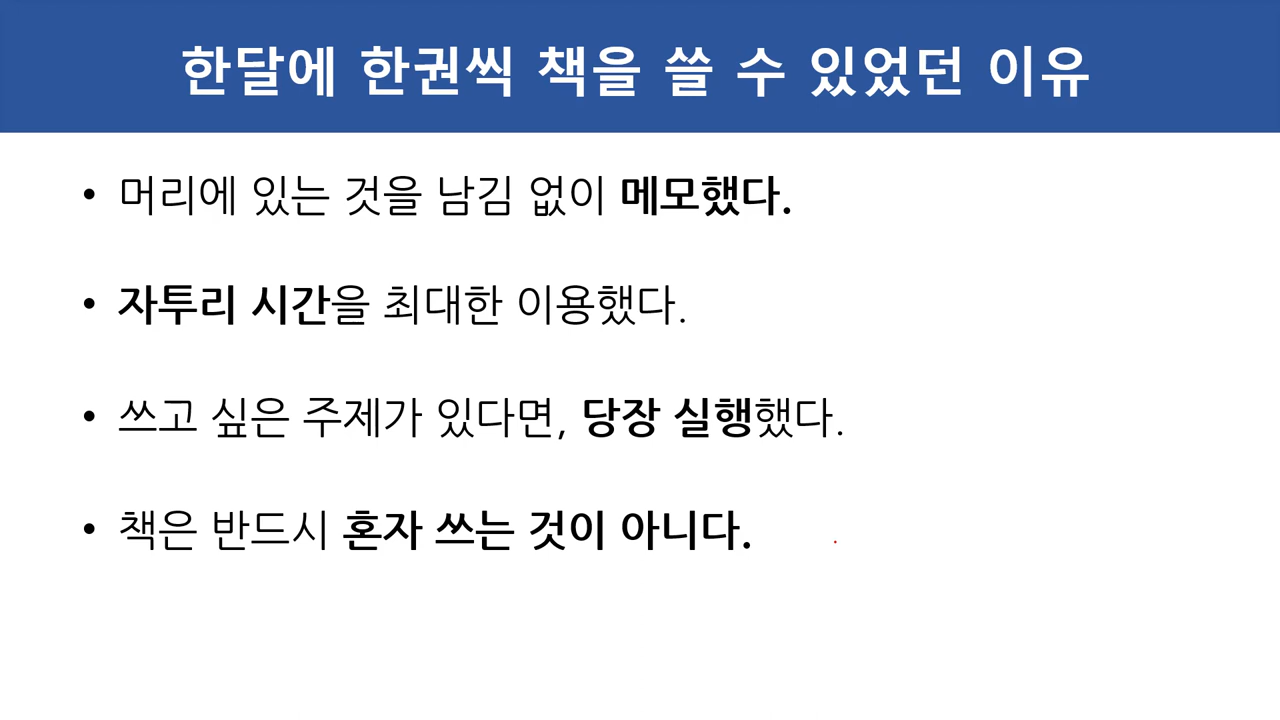 한달에 한권씩 책을 쓸 수 있었던 이유
• 머리에 있는 것을 남김 없이 메모했다.
• 자투리 시간을 최대한 이용했다.
• 쓰고 싶은 주제가 있다면, 당장 실행했다.
• 책은 반드시 혼자 쓰는 것이 아니다.